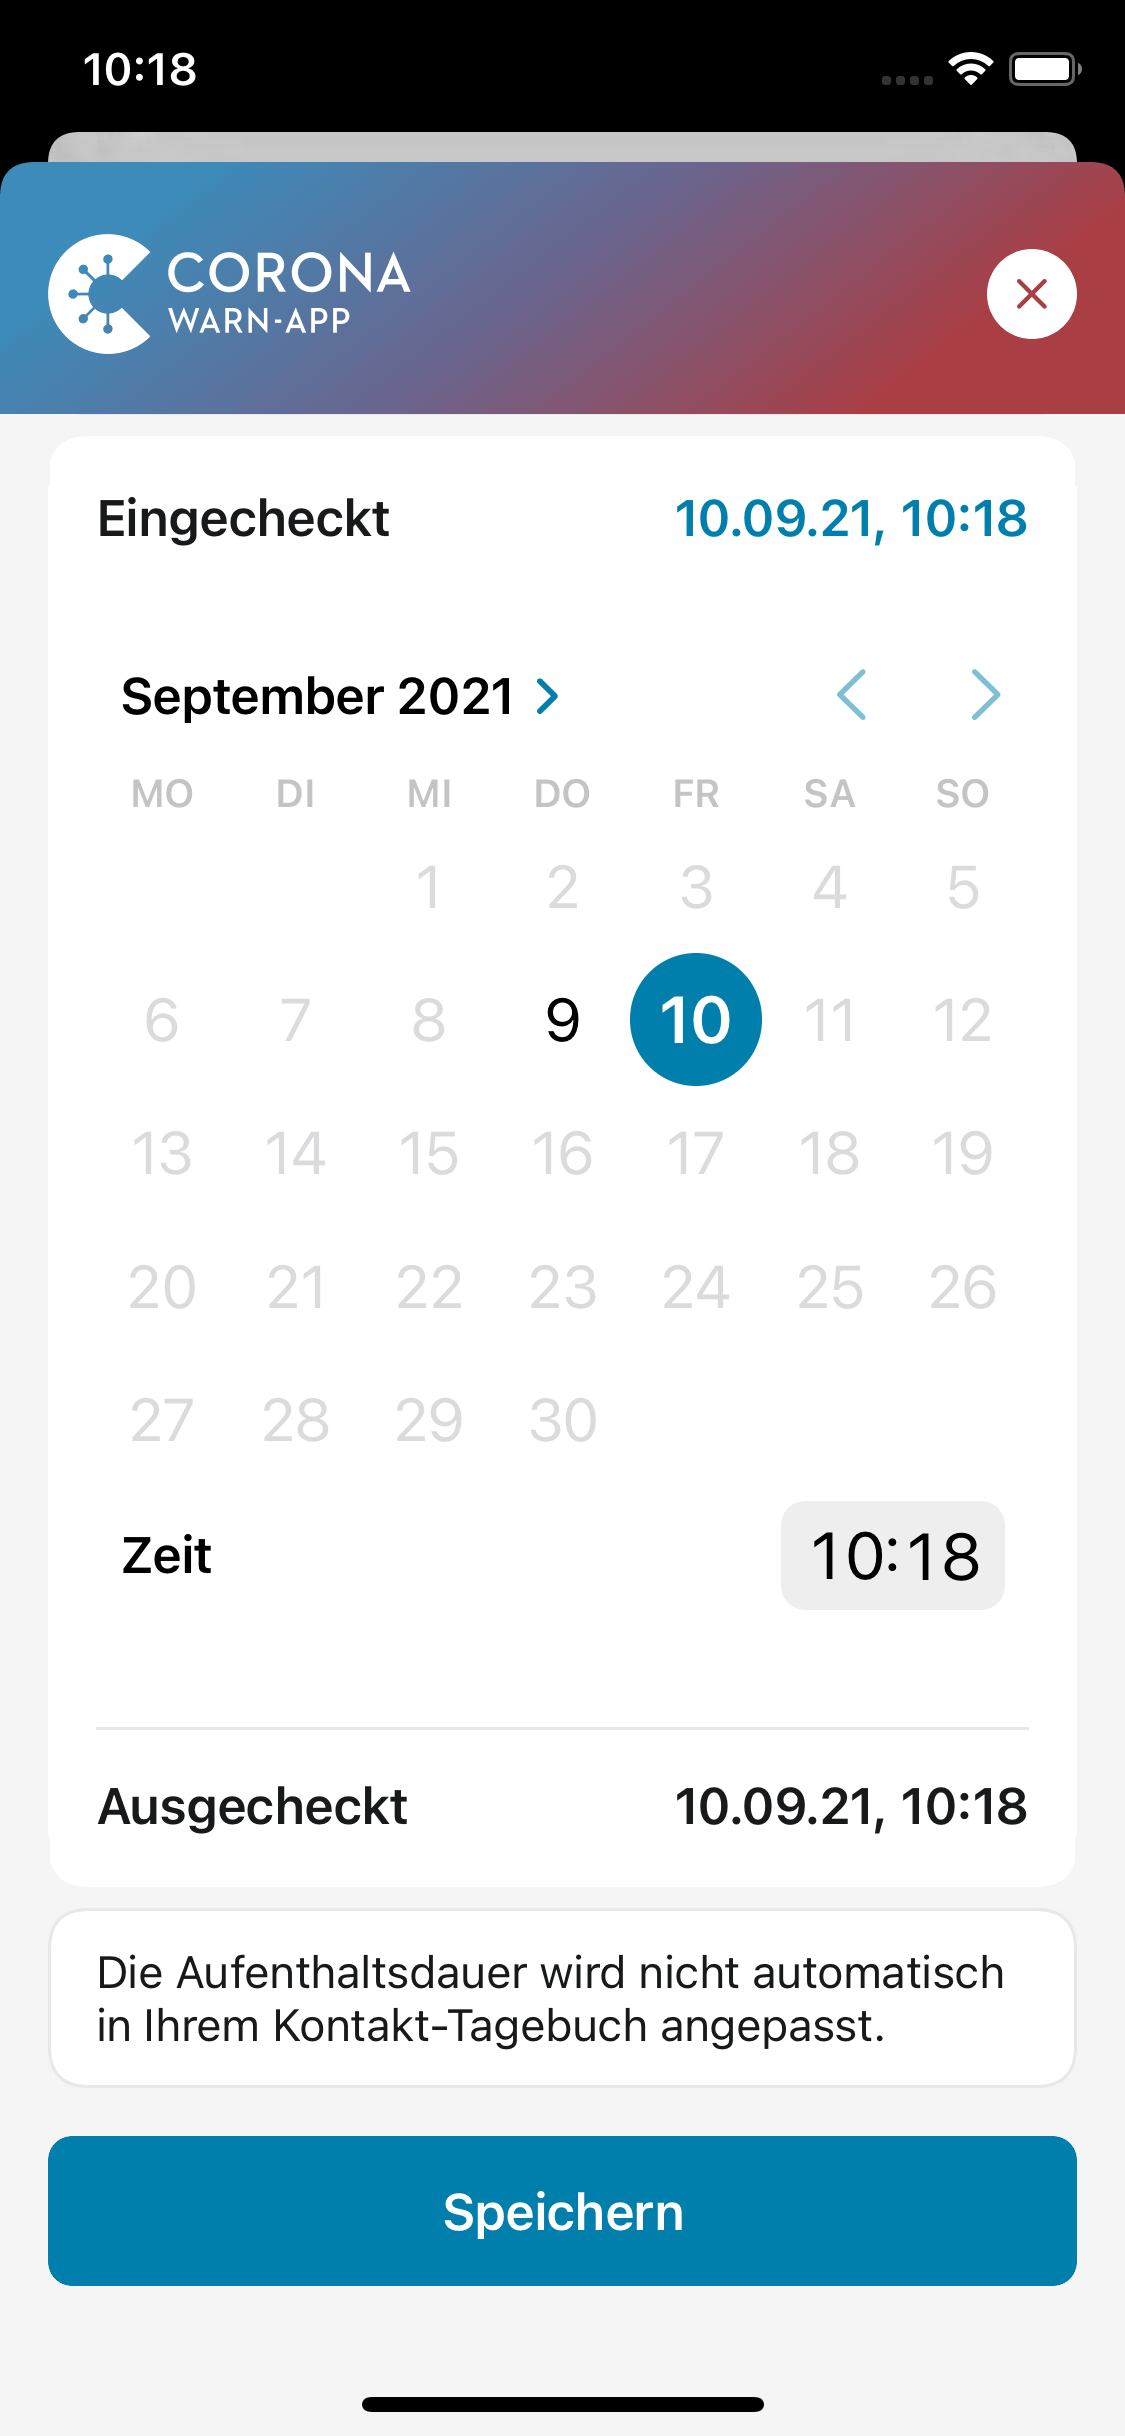 10:18
CORONA
WARN-APP
Eingecheckt 10.09.21, 10:18
September 2021
MO DI MI DO FR SA SO
1 2 3 4 5
6 7 8 9 10 11 12
13 14 15 16 17 18 19
20 21 22 23 24 25 26
27 28 29 30
Zeit 10:18
Ausgecheckt 10.09.21, 10:18
Die Aufenthaltsdauer wird nicht automatisch
in Ihrem Kontakt-Tagebuch angepasst.
Speichern